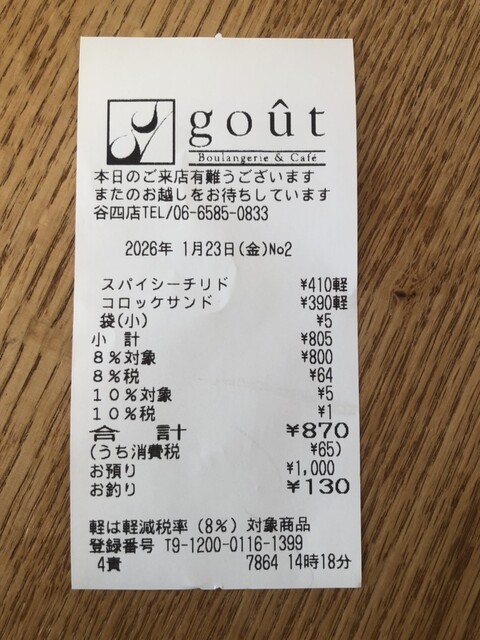 goût
Boulangerie & Café
本日のご来店有難うございます
またのお越しをお待ちしています
谷四店TEL/06-6585-0833
2026年 1月23日(金)No2
スパイシーチリド ¥410軽
コロッケサンド ¥390軽
袋(小) ¥5
小 計 ¥805
8%対象 ¥800
8%税 ¥64
10%対象 ¥5
10%税 ¥1
合 計 ¥870
(うち消費税 ¥65)
お預り ¥1,000
お釣り ¥130
軽は軽減税率(8%)対象商品
登録番号 T9-1200-0116-1399
4責 7864 14時18分